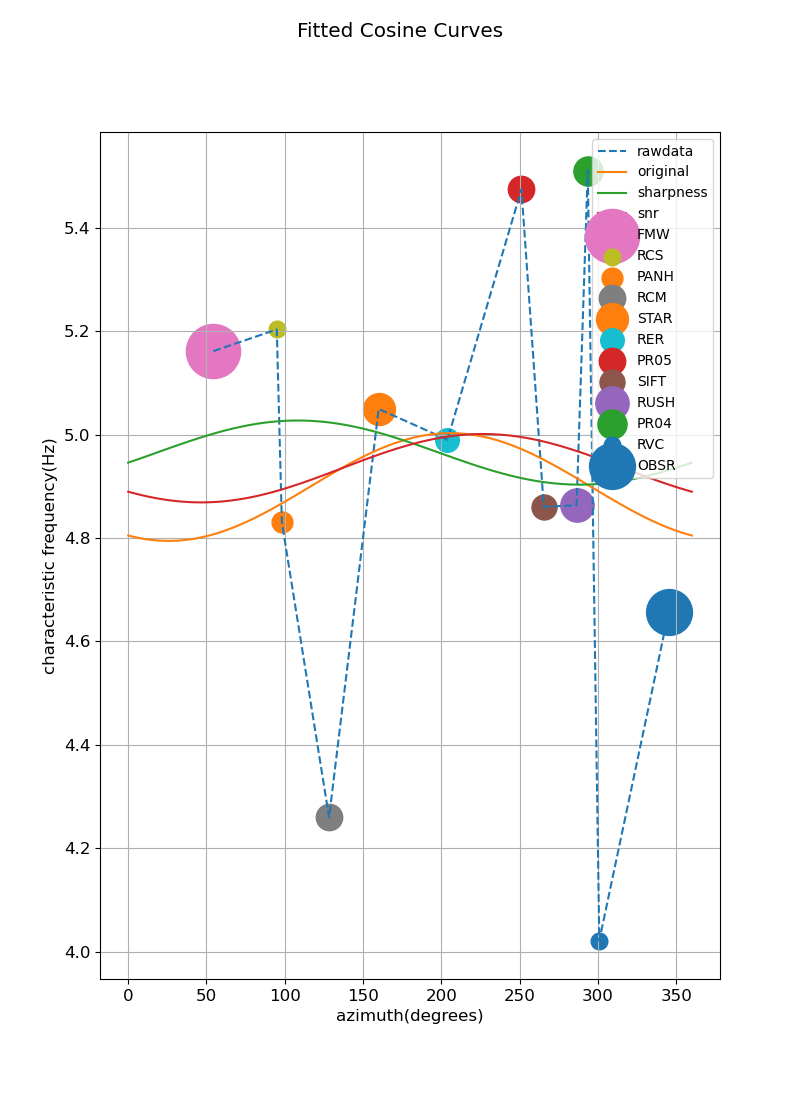 Fitted Cosine Curves
rawdata
original
sharpness
snr
FMW
RCS
PANH
RCM
STAR
RER
PR05
SIFT
RUSH
PR04
RVC
OBSR
5.4
5.2
5.0
4.8
4.6
4.4
4.2
4.0
characteristic frequency(Hz)
0 50 100 150 200 250 300 350
azimuth(degrees)